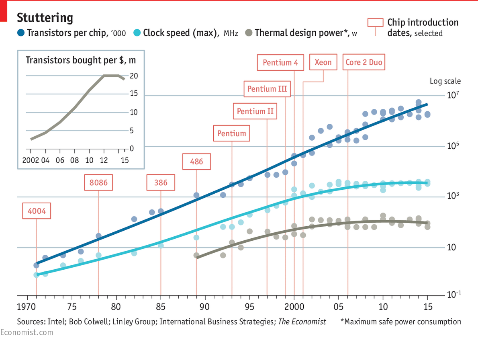 Stuttering
Transistors per chip, '000 Clock speed (max), MHz Thermal design power*, w
Chip introduction
dates, selected
Transistors bought per $, m
20
15
10
5
0
2002 04 06 08 10 12 15
Pentium 4 Xeon Core 2 Duo
Pentium III
Pentium II
Pentium
486
386
8086
4004
Log scale
10⁷
10⁵
10³
10
10⁻¹
1970 75 80 85 90 95 2000 05 10 15
Sources: Intel; Bob Colwell; Linley Group; International Business Strategies; The Economist *Maximum safe power consumption
Economist.com